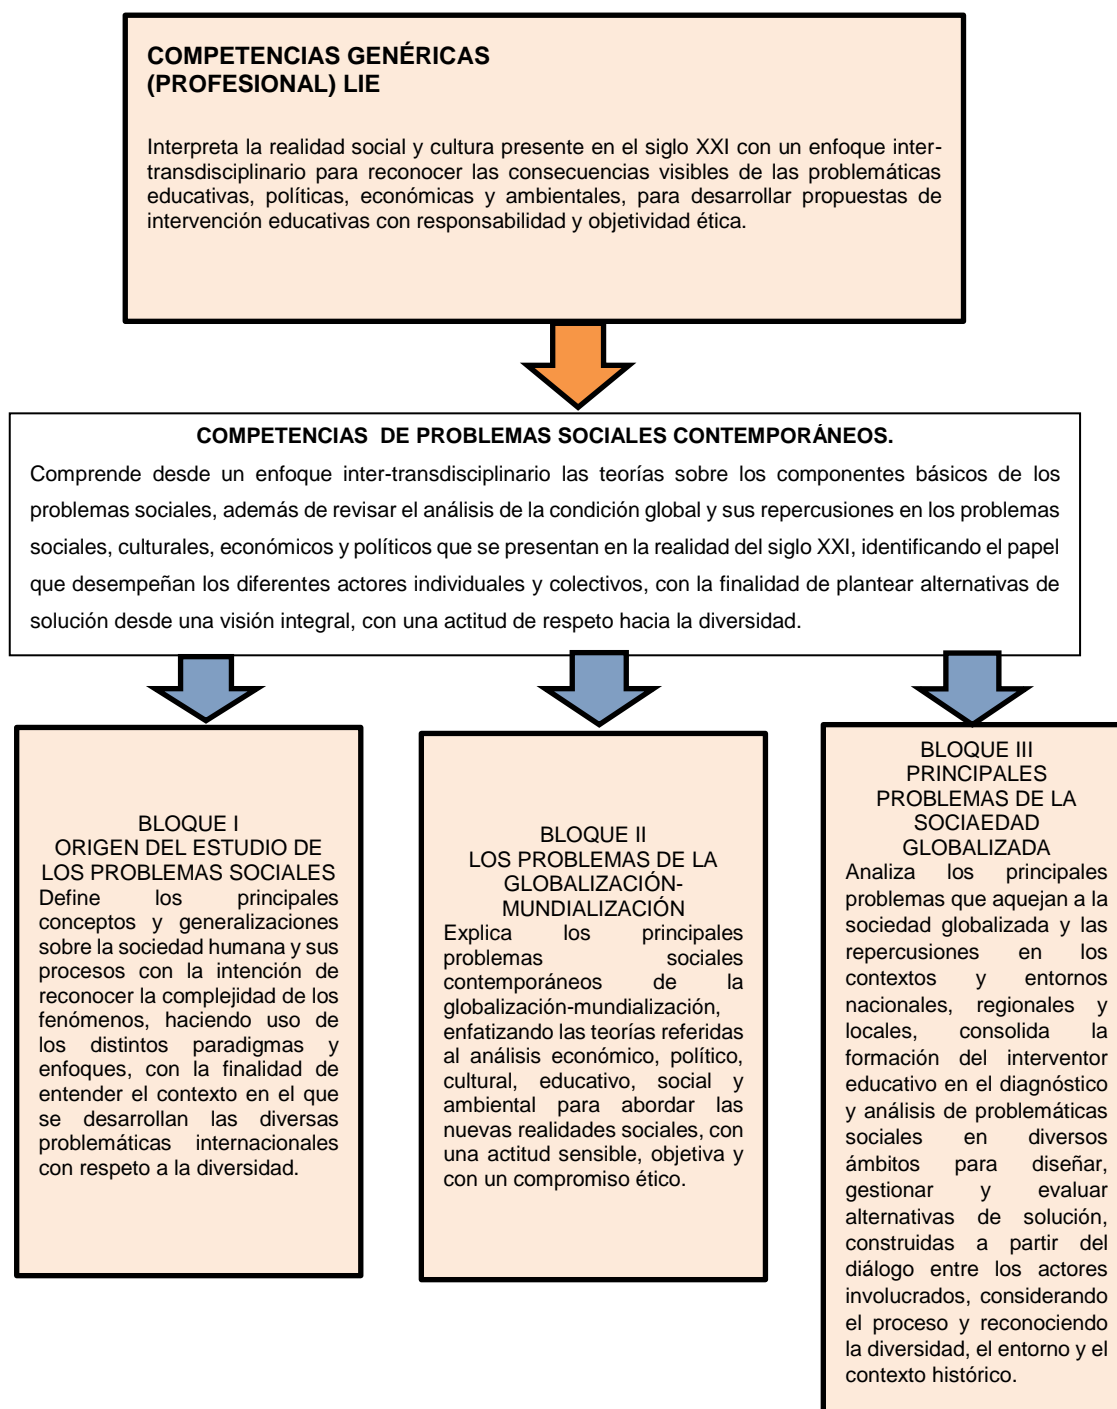 COMPETENCIAS GENÉRICAS
(PROFESIONAL) LIE
Interpreta la realidad social y cultura presente en el siglo XXI con un enfoque inter-
transdisciplinario para reconocer las consecuencias visibles de las problemáticas
educativas, políticas, económicas y ambientales, para desarrollar propuestas de
intervención educativas con responsabilidad y objetividad ética.
COMPETENCIAS DE PROBLEMAS SOCIALES CONTEMPORÁNEOS.
Comprende desde un enfoque inter-transdisciplinario las teorías sobre los componentes básicos de los
problemas sociales, además de revisar el análisis de la condición global y sus repercusiones en los problemas
sociales, culturales, económicos y políticos que se presentan en la realidad del siglo XXI, identificando el papel
que desempeñan los diferentes actores individuales y colectivos, con la finalidad de plantear alternativas de
solución desde una visión integral, con una actitud de respeto hacia la diversidad.
BLOQUE I
ORIGEN DEL ESTUDIO DE
LOS PROBLEMAS SOCIALES
Define los principales
conceptos y generalizaciones
sobre la sociedad humana y sus
procesos con la intención de
reconocer la complejidad de los
fenómenos, haciendo uso de
los distintos paradigmas y
enfoques, con la finalidad de
entender el contexto en el que
se desarrollan las diversas
problemáticas internacionales
con respeto a la diversidad.
BLOQUE II
LOS PROBLEMAS DE LA
GLOBALIZACIÓN-
MUNDIALIZACIÓN
Explica los principales
problemas sociales
contemporáneos de la
globalización-mundialización,
enfatizando las teorías referidas
al análisis económico, político,
cultural, educativo, social y
ambiental para abordar las
nuevas realidades sociales, con
una actitud sensible, objetiva y
con un compromiso ético.
BLOQUE III
PRINCIPALES
PROBLEMAS DE LA
SOCIAEDAD
GLOBALIZADA
Analiza los principales
problemas que aquejan a la
sociedad globalizada y las
repercusiones en los
contextos y entornos
nacionales, regionales y
locales, consolida la
formación del interventor
educativo en el diagnóstico
y análisis de problemáticas
sociales en diversos
ámbitos para diseñar,
gestionar y evaluar
alternativas de solución,
construidas a partir del
diálogo entre los actores
involucrados, considerando
el proceso y reconociendo
la diversidad, el entorno y el
contexto histórico.